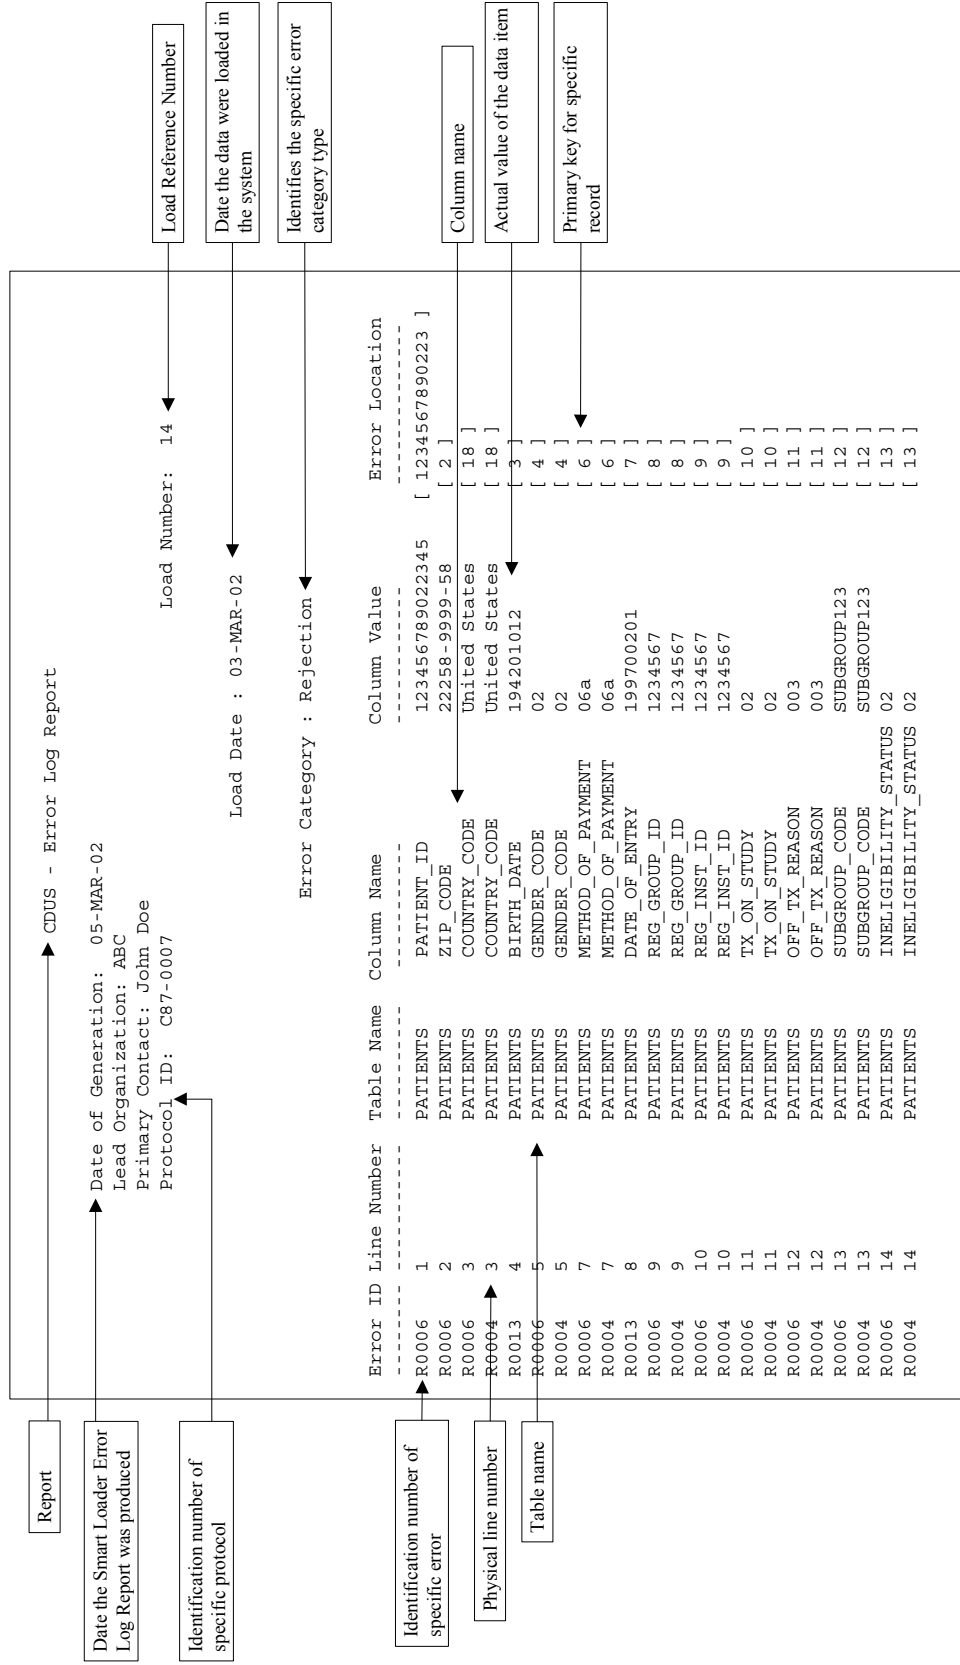 Report
CDUS - Error Log Report
Date the Smart Loader Error
Log Report was produced
Date of Generation: 05-MAR-02
Lead Organization: ABC
Primary Contact: John Doe
Identification number of
specific protocol
Protocol ID: C87-0007
Load Number: 14
Load Reference Number
Load Date : 03-MAR-02
Date the data were loaded in
the system
Error Category : Rejection
Identifies the specific error
category type
Error ID Line Number Table Name Column Name Column Value Error Location
R0006 1 PATIENTS PATIENT_ID 123456789022345 [ 1234567890223 ]
R0006 2 PATIENTS ZIP_CODE 22258-9999-58 [ 2 ]
R0006 3 PATIENTS COUNTRY_CODE United States [ 18 ]
R0004 3 PATIENTS COUNTRY_CODE United States [ 18 ]
R0013 4 PATIENTS BIRTH_DATE 194201012 [ 3 ]
R0006 5 PATIENTS GENDER_CODE 02 [ 4 ]
R0004 5 PATIENTS GENDER_CODE 02 [ 4 ]
R0006 7 PATIENTS METHOD_OF_PAYMENT 06a [ 6 ]
R0004 7 PATIENTS METHOD_OF_PAYMENT 06a [ 6 ]
R0013 8 PATIENTS DATE_OF_ENTRY 199700201 [ 7 ]
R0006 9 PATIENTS REG_GROUP_ID 1234567 [ 8 ]
R0004 9 PATIENTS REG_GROUP_ID 1234567 [ 8 ]
R0006 10 PATIENTS REG_INST_ID 1234567 [ 9 ]
R0004 10 PATIENTS REG_INST_ID 1234567 [ 9 ]
R0006 11 PATIENTS TX_ON_STUDY 02 [ 10 ]
R0004 11 PATIENTS TX_ON_STUDY 02 [ 10 ]
R0006 12 PATIENTS OFF_TX_REASON 003 [ 11 ]
R0004 12 PATIENTS OFF_TX_REASON 003 [ 11 ]
R0006 13 PATIENTS SUBGROUP_CODE SUBGROUP123 [ 12 ]
R0004 13 PATIENTS SUBGROUP_CODE SUBGROUP123 [ 12 ]
R0006 14 PATIENTS INELIGIBILITY_STATUS 02 [ 13 ]
R0004 14 PATIENTS INELIGIBILITY_STATUS 02 [ 13 ]
Identification number of
specific error
Physical line number
Table name
Column name
Actual value of the data item
Primary key for specific
record